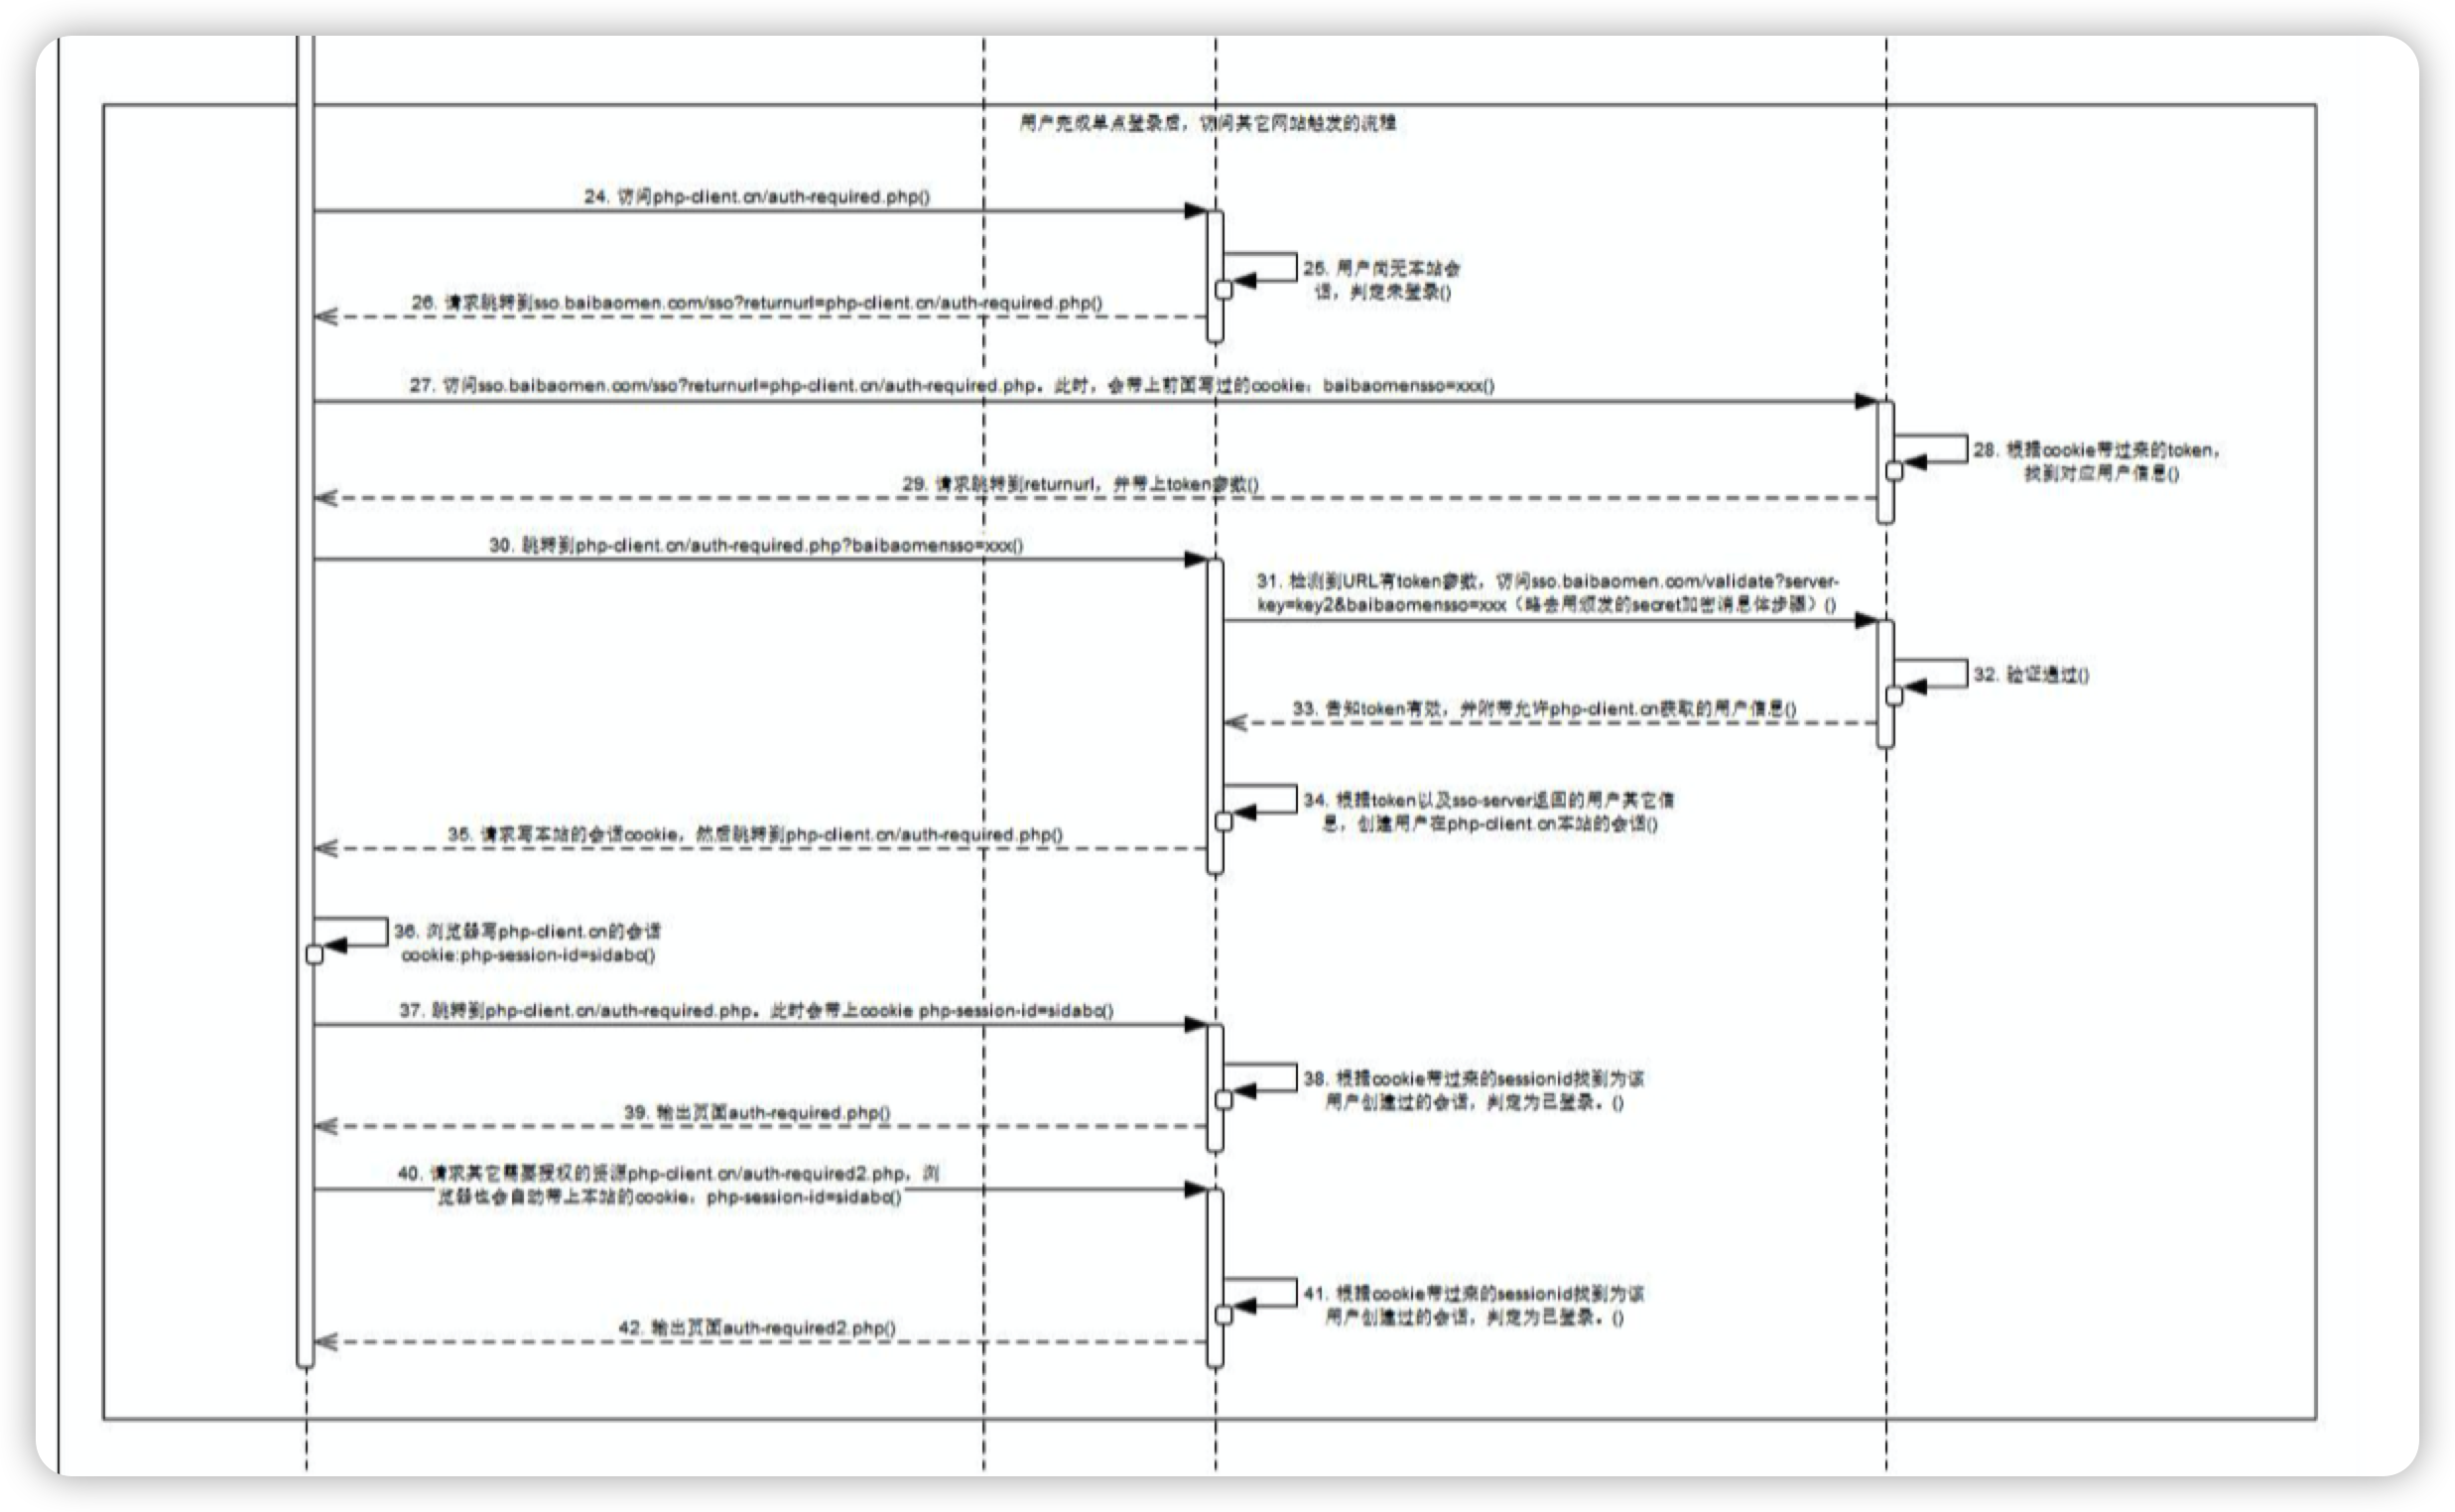 用户完成单点登录后，访问其它网站触发的流程
24. 访问php-client.cn/auth-required.php()
25. 用户尚无本站会
话，判定未登录()
26. 请求跳转到sso.baibaomen.com/sso?returnurl=php-client.cn/auth-required.php()
27. 访问sso.baibaomen.com/sso?returnurl=php-client.cn/auth-required.php。此时，会带上前面写过的cookie：baibaomensso=xxx()
28. 根据cookie带过来的token，
找到对应用户信息()
29. 请求跳转到returnurl，并带上token参数()
30. 跳转到php-client.cn/auth-required.php?baibaomensso=xxx()
31. 检测到URL有token参数，访问sso.baibaomen.com/validate?server-
key=key2&baibaomensso=xxx（略去用颁发的secret加密消息体步骤）()
32. 验证通过()
33. 告知token有效，并附带允许php-client.cn获取的用户信息()
34. 根据token以及sso-server返回的用户其它信
息，创建用户在php-client.cn本站的会话()
35. 请求写本站的会话cookie，然后跳转到php-client.cn/auth-required.php()
36. 浏览器写php-client.cn的会话
cookie:php-session-id=sidabc()
37. 跳转到php-client.cn/auth-required.php。此时会带上cookie php-session-id=sidabc()
38. 根据cookie带过来的sessionid找到为该
用户创建过的会话，判定为已登录。()
39. 输出页面auth-required.php()
40. 请求其它需要授权的资源php-client.cn/auth-required2.php，浏
览器也会自动带上本站的cookie：php-session-id=sidabc()
41. 根据cookie带过来的sessionid找到为该
用户创建过的会话，判定为已登录。()
42. 输出页面auth-required2.php()